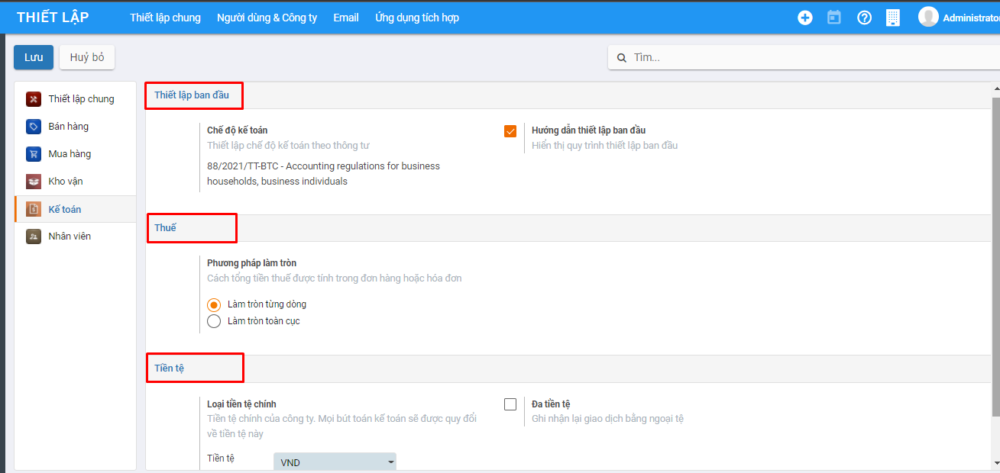 THIẾT LẬP
Thiết lập chung Người dùng & Công ty Email Ứng dụng tích hợp
Administrator
Lưu Huỷ bỏ
Tìm...
Thiết lập chung
Bán hàng
Mua hàng
Kho vận
Kế toán
Nhân viên
Thiết lập ban đầu
Chế độ kế toán
Thiết lập chế độ kế toán theo thông tư
88/2021/TT-BTC - Accounting regulations for business
households, business individuals
Hướng dẫn thiết lập ban đầu
Hiển thị quy trình thiết lập ban đầu
Thuế
Phương pháp làm tròn
Cách tổng tiền thuế được tính trong đơn hàng hoặc hóa đơn
Làm tròn từng dòng
Làm tròn toàn cục
Tiền tệ
Loại tiền tệ chính
Tiền tệ chính của công ty. Mọi bút toán kế toán sẽ được quy đổi
về tiền tệ này
Tiền tệ VND
Đa tiền tệ
Ghi nhận lại giao dịch bằng ngoại tệ